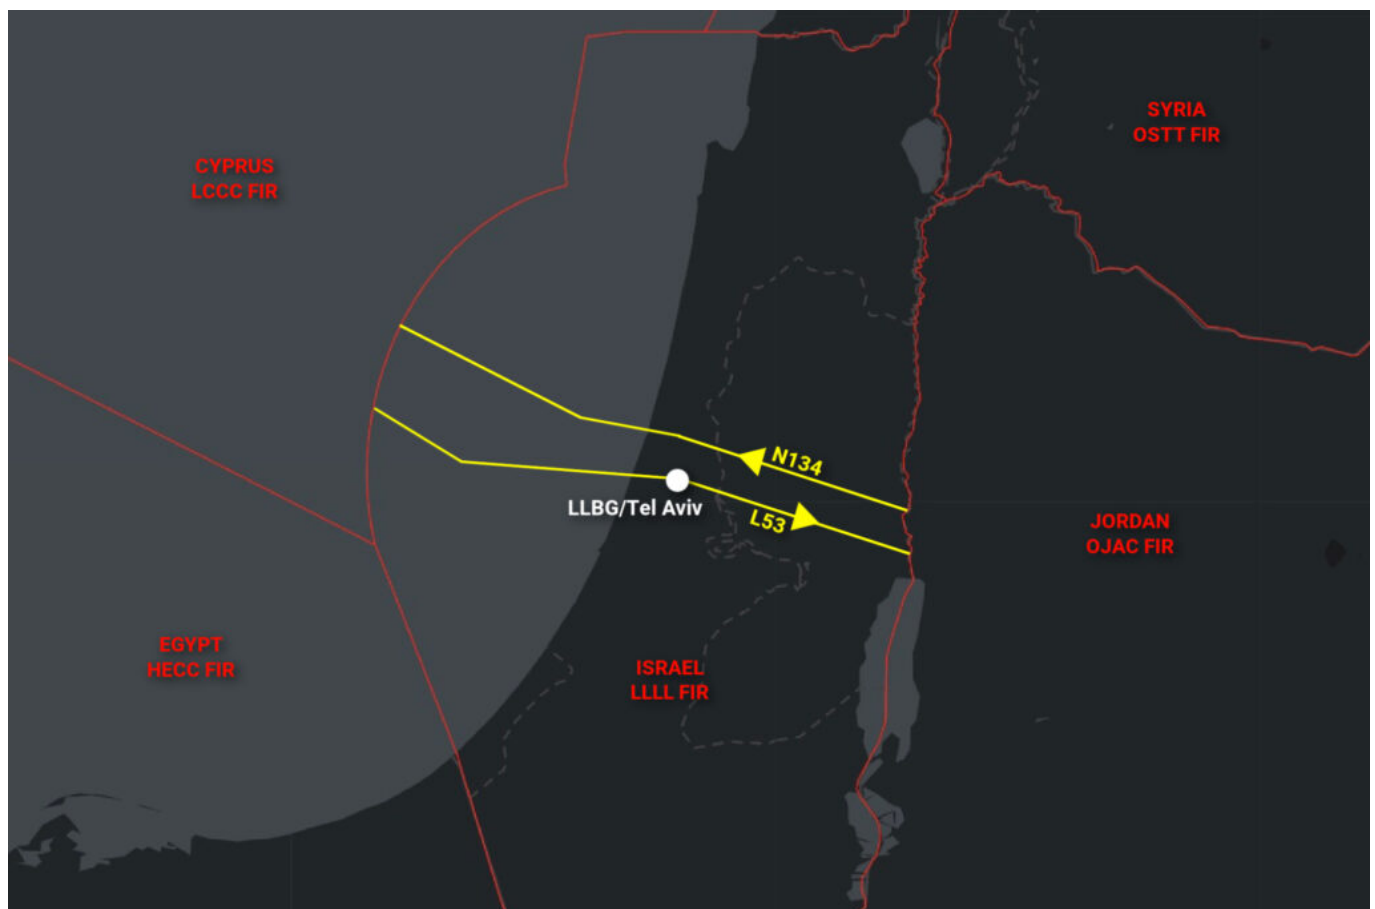 SYRIA
OSTT FIR
CYPRUS
LCCC FIR
N134
LLBG/Tel Aviv
L53
JORDAN
OJAC FIR
EGYPT
HECC FIR
ISRAEL
LLLL FIR